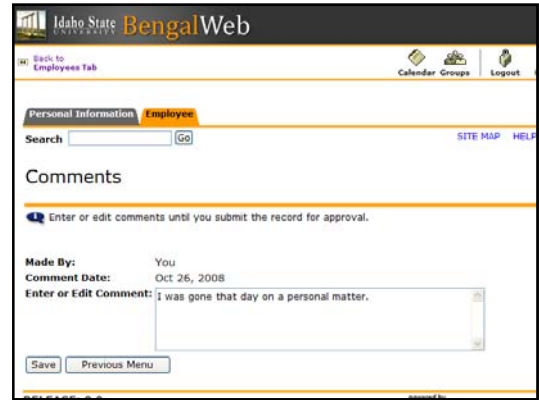 Idaho State BengalWeb
UNIVERSITY
Back to
Employees Tab
Calendar Groups Logout
Personal Information Employee
Search Go SITE MAP HELP
Comments
Enter or edit comments until you submit the record for approval.
Made By: You
Comment Date: Oct 26, 2008
Enter or Edit Comment: I was gone that day on a personal matter.
Save Previous Menu
powered by